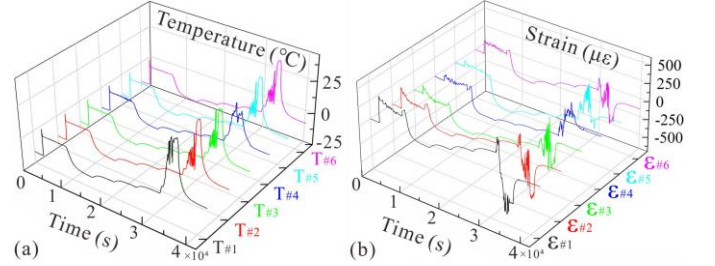 Temperature (℃)
25
0
-25
T#6
T#5
T#4
T#3
T#2
T#1
0
1
2
3
4
×10⁴
Time (s)
(a)
Strain (με)
500
250
0
-250
-500
ε#6
ε#5
ε#4
ε#3
ε#2
ε#1
0
1
2
3
4
×10⁴
Time (s)
(b)